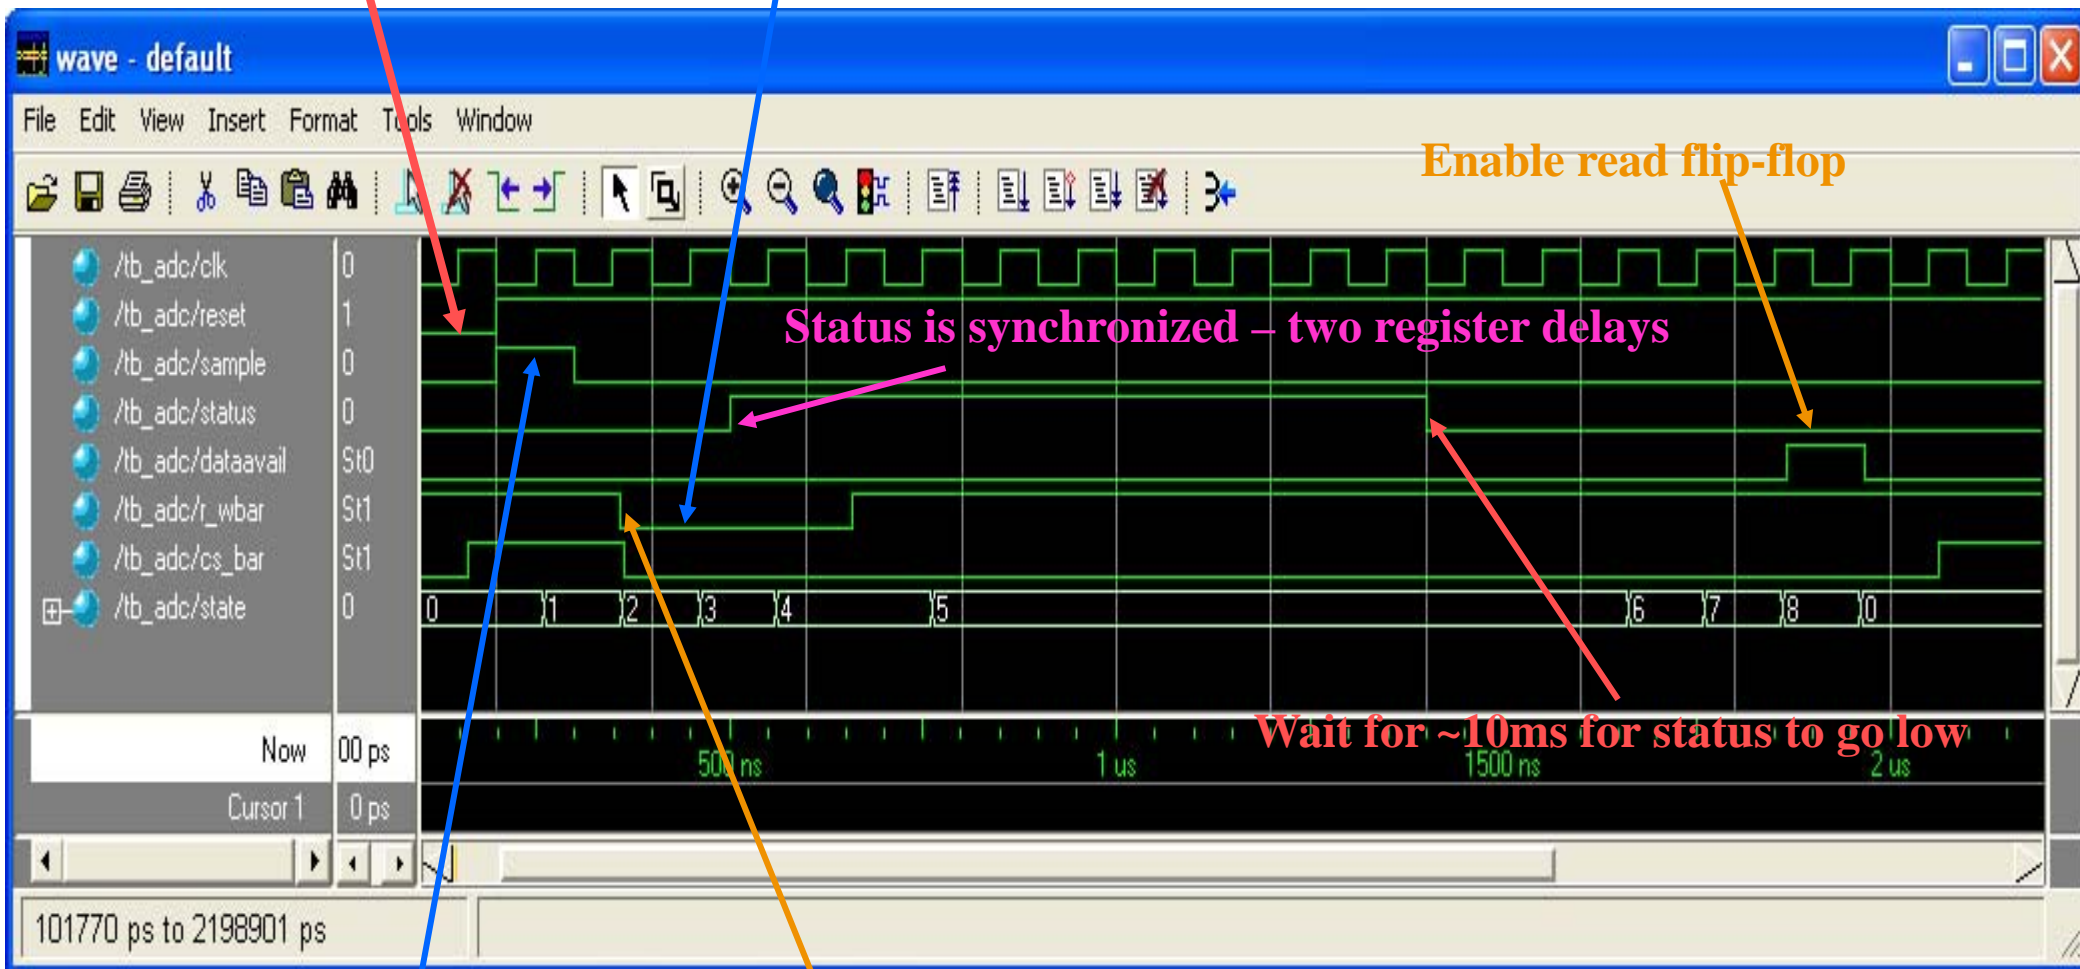 wave - default
File Edit View Insert Format Tools Window
Enable read flip-flop
/tb_adc/clk 0
/tb_adc/reset 1
Status is synchronized – two register delays
/tb_adc/sample 0
/tb_adc/status 0
/tb_adc/dataavail St0
/tb_adc/r_wbar St1
/tb_adc/cs_bar St1
/tb_adc/state 0 0 1 2 3 4 5 6 7 8 0
Wait for ~10ms for status to go low
Now 00 ps 500 ns 1 us 1500 ns 2 us
Cursor 1 0 ps
101770 ps to 2198901 ps